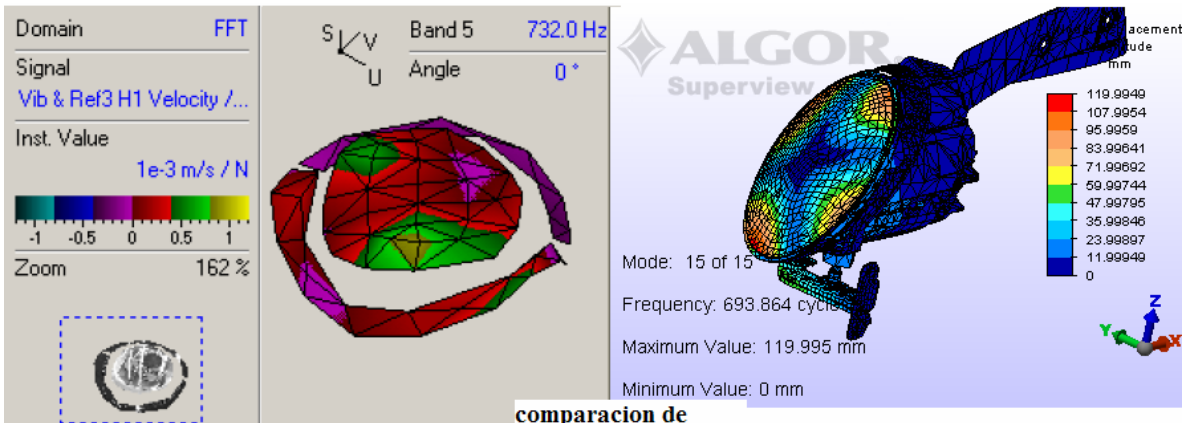 Domain FFT
Signal
Vib & Ref3 H1 Velocity /...
Inst. Value
1e-3 m/s / N
-1 -0.5 0 0.5 1
Zoom 162 %
S V U
Band 5 732.0 Hz
Angle 0 °
ALGOR
Superview
mm
119.9949
107.9954
95.9959
83.99641
71.99692
59.99744
47.99795
35.99846
23.99897
11.99949
0
Mode: 15 of 15
Frequency: 693.864
Maximum Value: 119.995 mm
Minimum Value: 0 mm
Z
Y X
comparacion de